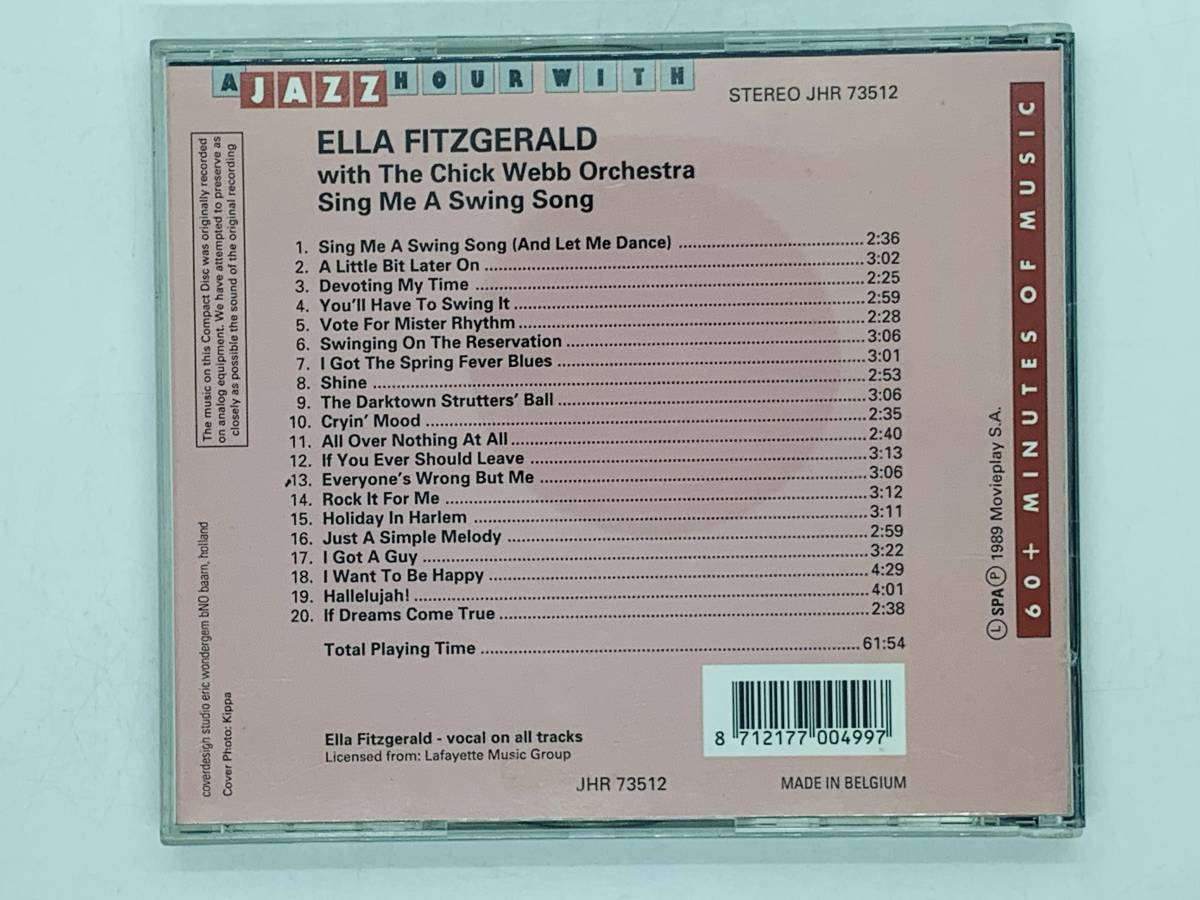 A JAZZ HOUR WITH
STEREO JHR 73512
ELLA FITZGERALD
with The Chick Webb Orchestra
Sing Me A Swing Song
1. Sing Me A Swing Song (And Let Me Dance) 2:36
2. A Little Bit Later On 3:02
3. Devoting My Time 2:25
4. You'll Have To Swing It 2:59
5. Vote For Mister Rhythm 2:28
6. Swinging On The Reservation 3:06
7. I Got The Spring Fever Blues 3:01
8. Shine 2:53
9. The Darktown Strutters' Ball 3:06
10. Cryin' Mood 2:35
11. All Over Nothing At All 2:40
12. If You Ever Should Leave 3:13
13. Everyone's Wrong But Me 3:06
14. Rock It For Me 3:12
15. Holiday In Harlem 3:11
16. Just A Simple Melody 2:59
17. I Got A Guy 3:22
18. I Want To Be Happy 4:29
19. Hallelujah! 4:01
20. If Dreams Come True 2:38
Total Playing Time 61:54
Ella Fitzgerald - vocal on all tracks
Licensed from: Lafayette Music Group
JHR 73512
MADE IN BELGIUM
8 712177 004997
The music on this Compact Disc was originally recorded
on analog equipment. We have attempted to preserve as
closely as possible the sound of the original recording
coverdesign studio eric wondergem bNO baarn, holland
Cover Photo: Kippa
Ⓛ SPA Ⓟ 1989 Movieplay S.A.
60+ MINUTES OF MUSIC